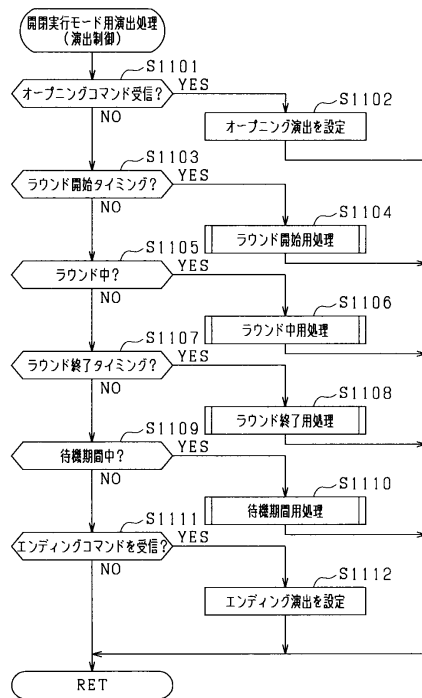 開閉実行モード用演出処理
(演出制御)
S1101
オープニングコマンド受信?
YES
NO
S1102
オープニング演出を設定
S1103
ラウンド開始タイミング?
YES
NO
S1104
ラウンド開始用処理
S1105
ラウンド中?
YES
NO
S1106
ラウンド中用処理
S1107
ラウンド終了タイミング?
YES
NO
S1108
ラウンド終了用処理
S1109
待機期間中?
YES
NO
S1110
待機期間用処理
S1111
エンディングコマンドを受信?
YES
NO
S1112
エンディング演出を設定
RET